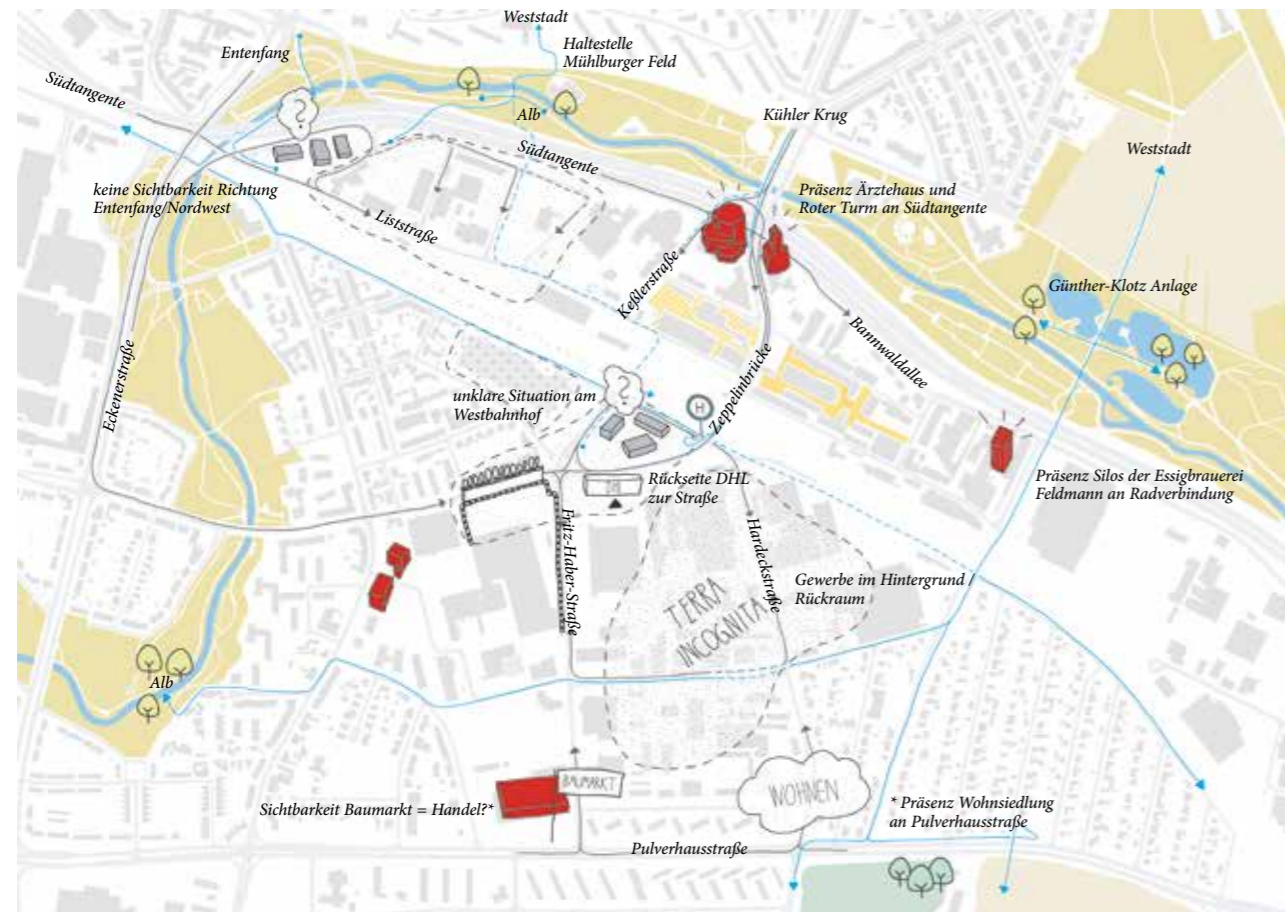 Weststadt
Haltestelle
Mühlburger Feld
Entenfang
Südtangente
?
Alb
Kühler Krug
Südtangente
Weststadt
keine Sichtbarkeit Richtung
Entenfang/Nordwest
Präsenz Ärztehaus und
Roter Turm an Südtangente
Liststraße
Keßlerstraße
Günther-Klotz Anlage
Bannwaldallee
Eckenerstraße
Zeppelinbrücke
unklare Situation am
Westbahnhof
?
H
Präsenz Silos der Essigbrauerei
Feldmann an Radverbindung
Rückseite DHL
zur Straße
Fritz-Haber-Straße
Hardeckstraße
Gewerbe im Hintergrund /
Rückraum
TERRA
INCOGNITA
Alb
BAUMARKT
WOHNEN
Sichtbarkeit Baumarkt = Handel?*
* Präsenz Wohnsiedlung
an Pulverhausstraße
Pulverhausstraße